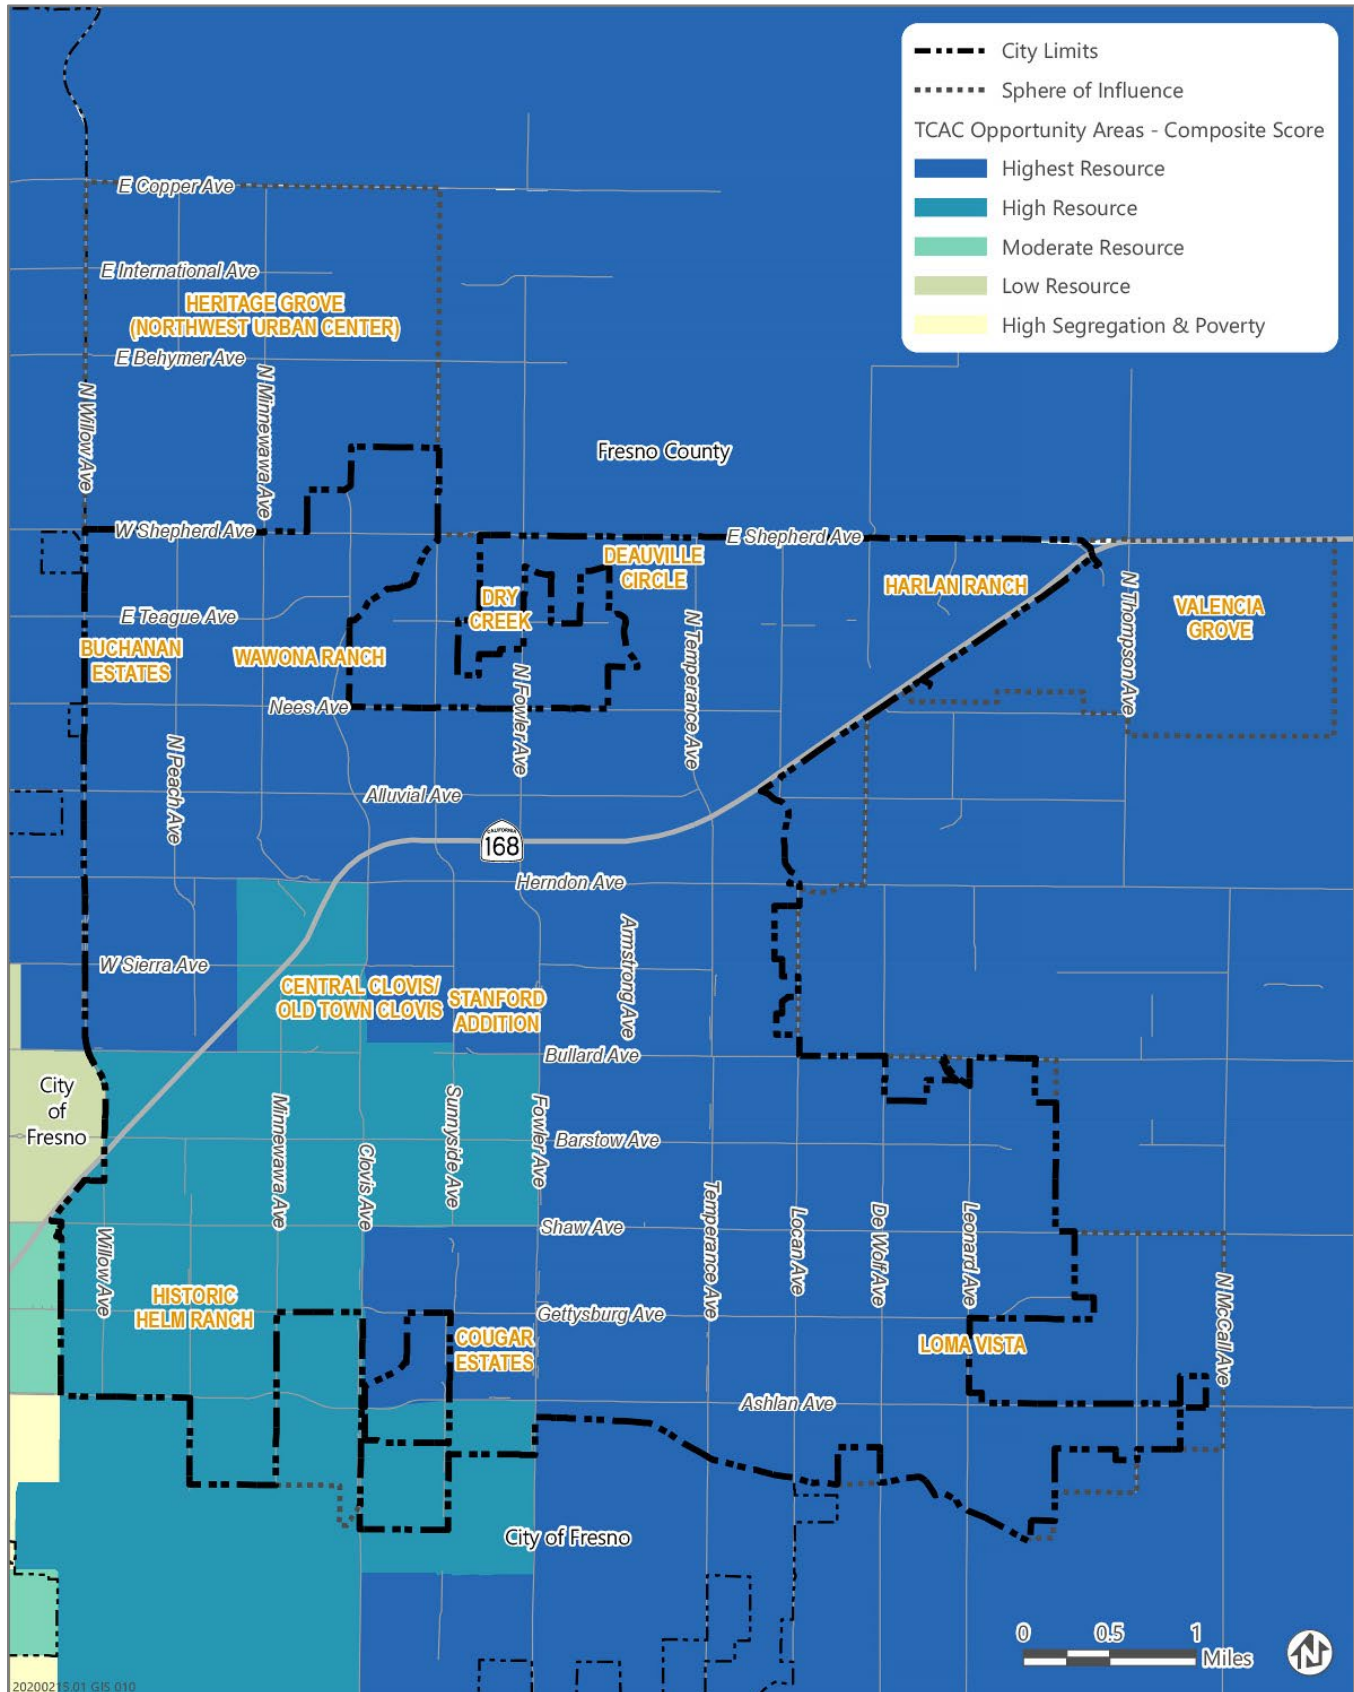 City Limits
Sphere of Influence
TCAC Opportunity Areas - Composite Score
Highest Resource
High Resource
Moderate Resource
Low Resource
High Segregation & Poverty
E Copper Ave
E International Ave
HERITAGE GROVE
(NORTHWEST URBAN CENTER)
E Behymer Ave
N Willow Ave
N Minnewawa Ave
Fresno County
W Shepherd Ave
E Shepherd Ave
DEAUVILLE
CIRCLE
HARLAN RANCH
DRY
CREEK
VALENCIA
GROVE
E Teague Ave
BUCHANAN
ESTATES
WAWONA RANCH
N Fowler Ave
N Temperance Ave
N Thompson Ave
Nees Ave
N Peach Ave
Alluvial Ave
CALIFORNIA
168
Herndon Ave
Armstrong Ave
W Sierra Ave
CENTRAL CLOVIS/
OLD TOWN CLOVIS
STANFORD
ADDITION
Bullard Ave
City
of
Fresno
Minnewawa Ave
Clovis Ave
Sunnyside Ave
Fowler Ave
Barstow Ave
Temperance Ave
Locan Ave
De Wolf Ave
Leonard Ave
Shaw Ave
Willow Ave
N McCall Ave
HISTORIC
HELM RANCH
Gettysburg Ave
COUGAR
ESTATES
LOMA VISTA
Ashlan Ave
City of Fresno
0 0.5 1
Miles
N
20200215.01 GIS 010